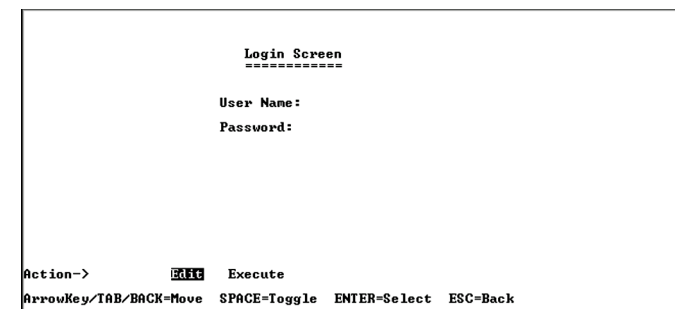 Login Screen
============
User Name:
Password:
Action-> Edit Execute
ArrowKey/TAB/BACK=Move SPACE=Toggle ENTER=Select ESC=Back